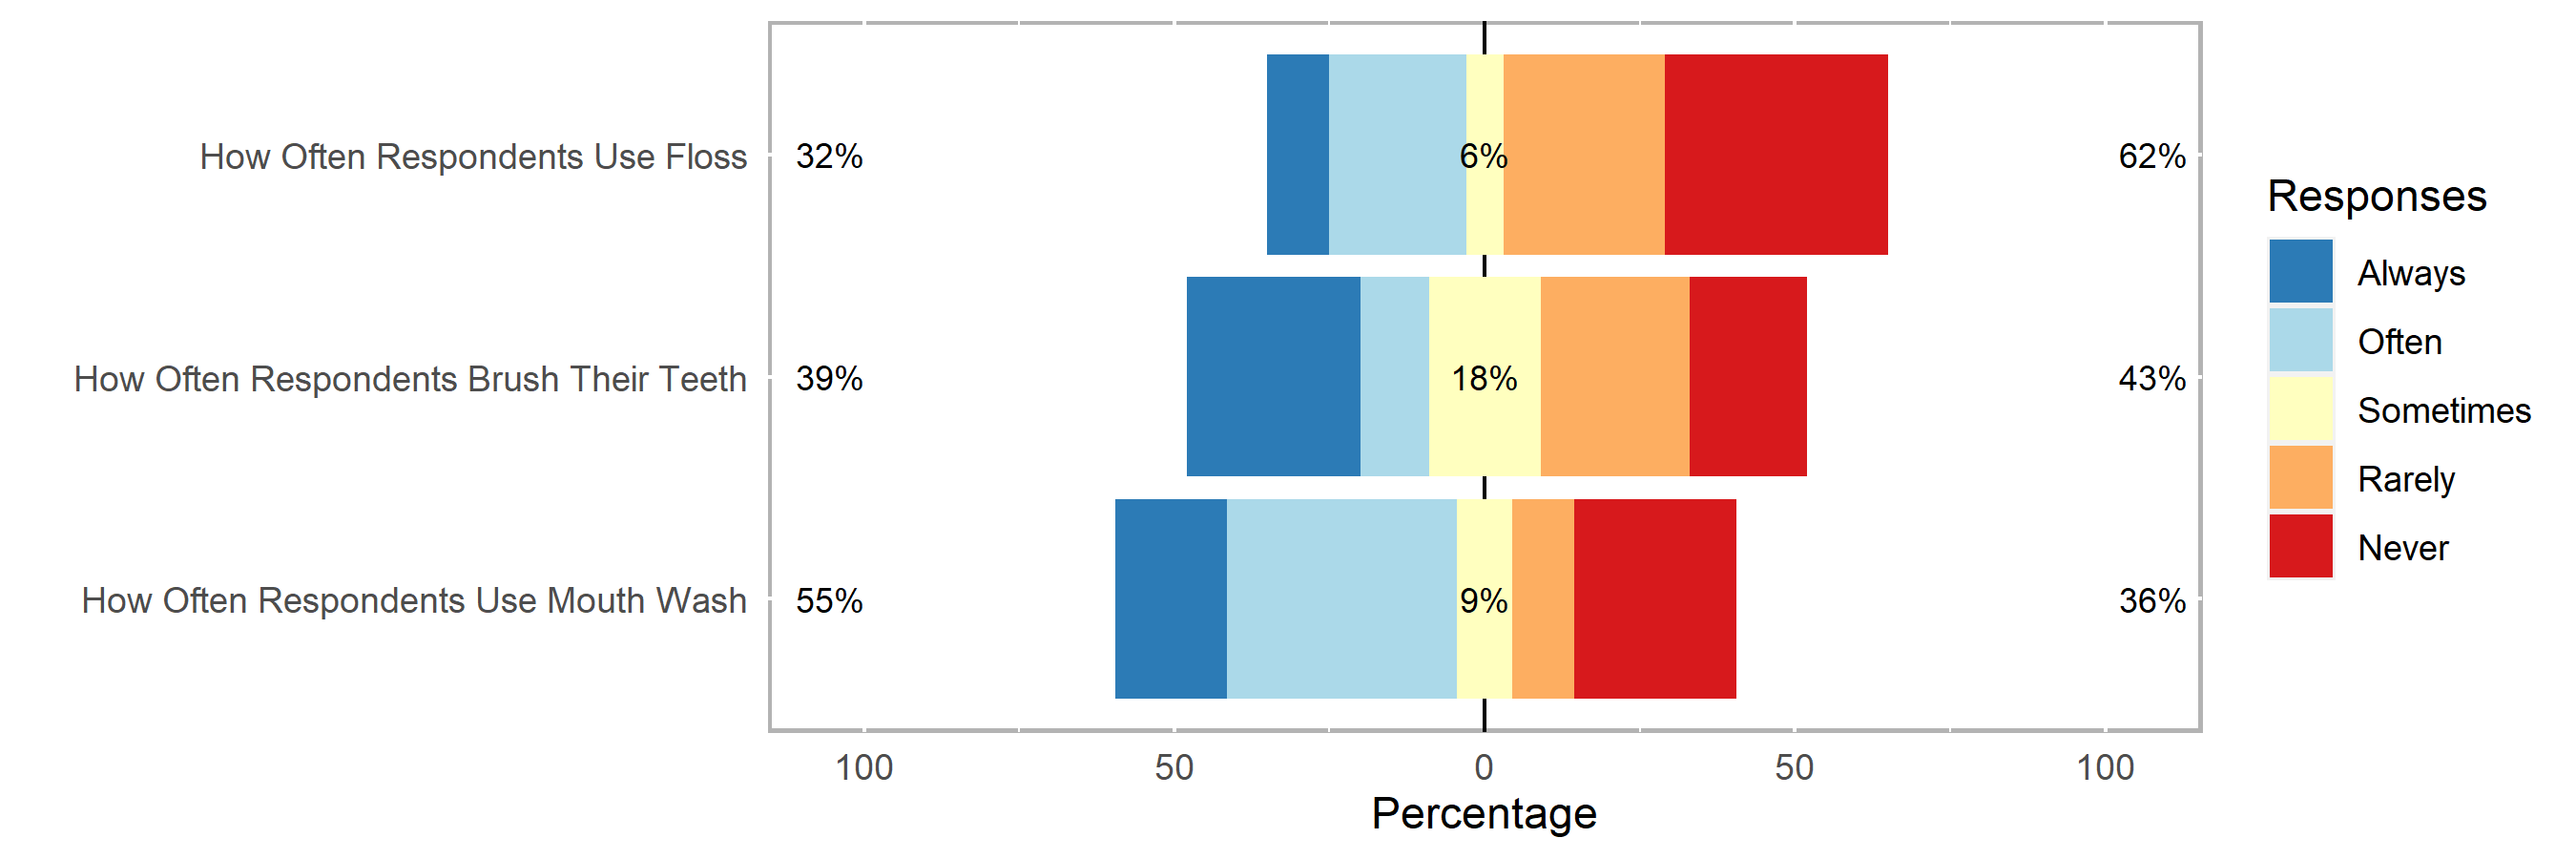 How Often Respondents Use Floss 32% 6% 62%
How Often Respondents Brush Their Teeth 39% 18% 43%
How Often Respondents Use Mouth Wash 55% 9% 36%
100 50 0 50 100
Percentage
Responses
Always
Often
Sometimes
Rarely
Never